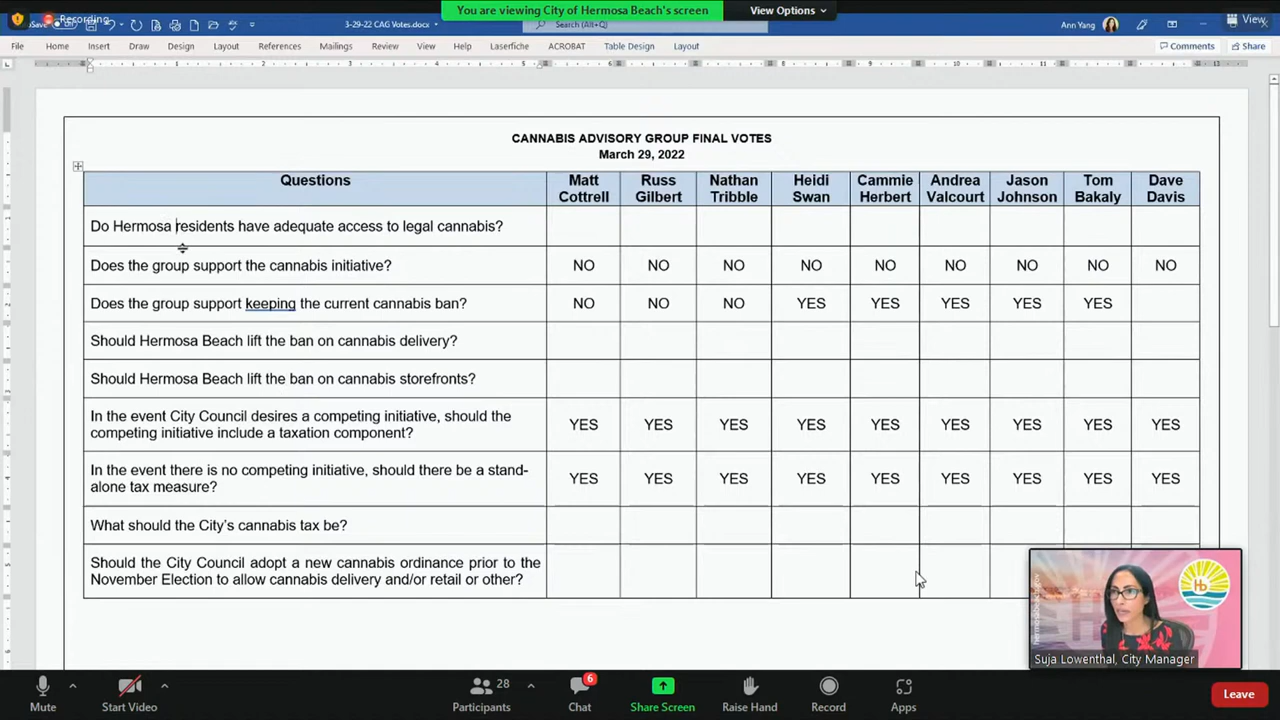 You are viewing City of Hermosa Beach's screen
View Options
Recording
3-29-22 CAG Votes.docx
Search (Alt+Q)
Ann Yang
View
File Home Insert Draw Design Layout References Mailings Review View Help Laserfiche ACROBAT Table Design Layout
Comments Share
CANNABIS ADVISORY GROUP FINAL VOTES
March 29, 2022
Questions
Matt Cottrell
Russ Gilbert
Nathan Tribble
Heidi Swan
Cammie Herbert
Andrea Valcourt
Jason Johnson
Tom Bakaly
Dave Davis
Do Hermosa residents have adequate access to legal cannabis?
Does the group support the cannabis initiative? NO NO NO NO NO NO NO NO NO
Does the group support keeping the current cannabis ban? NO NO NO YES YES YES YES YES
Should Hermosa Beach lift the ban on cannabis delivery?
Should Hermosa Beach lift the ban on cannabis storefronts?
In the event City Council desires a competing initiative, should the
competing initiative include a taxation component? YES YES YES YES YES YES YES YES YES
In the event there is no competing initiative, should there be a stand-
alone tax measure? YES YES YES YES YES YES YES YES YES
What should the City's cannabis tax be?
Should the City Council adopt a new cannabis ordinance prior to the
November Election to allow cannabis delivery and/or retail or other?
Hb
Suja Lowenthal, City Manager
Mute
Start Video
Participants
28
Chat
6
Share Screen
Raise Hand
Record
Apps
Leave